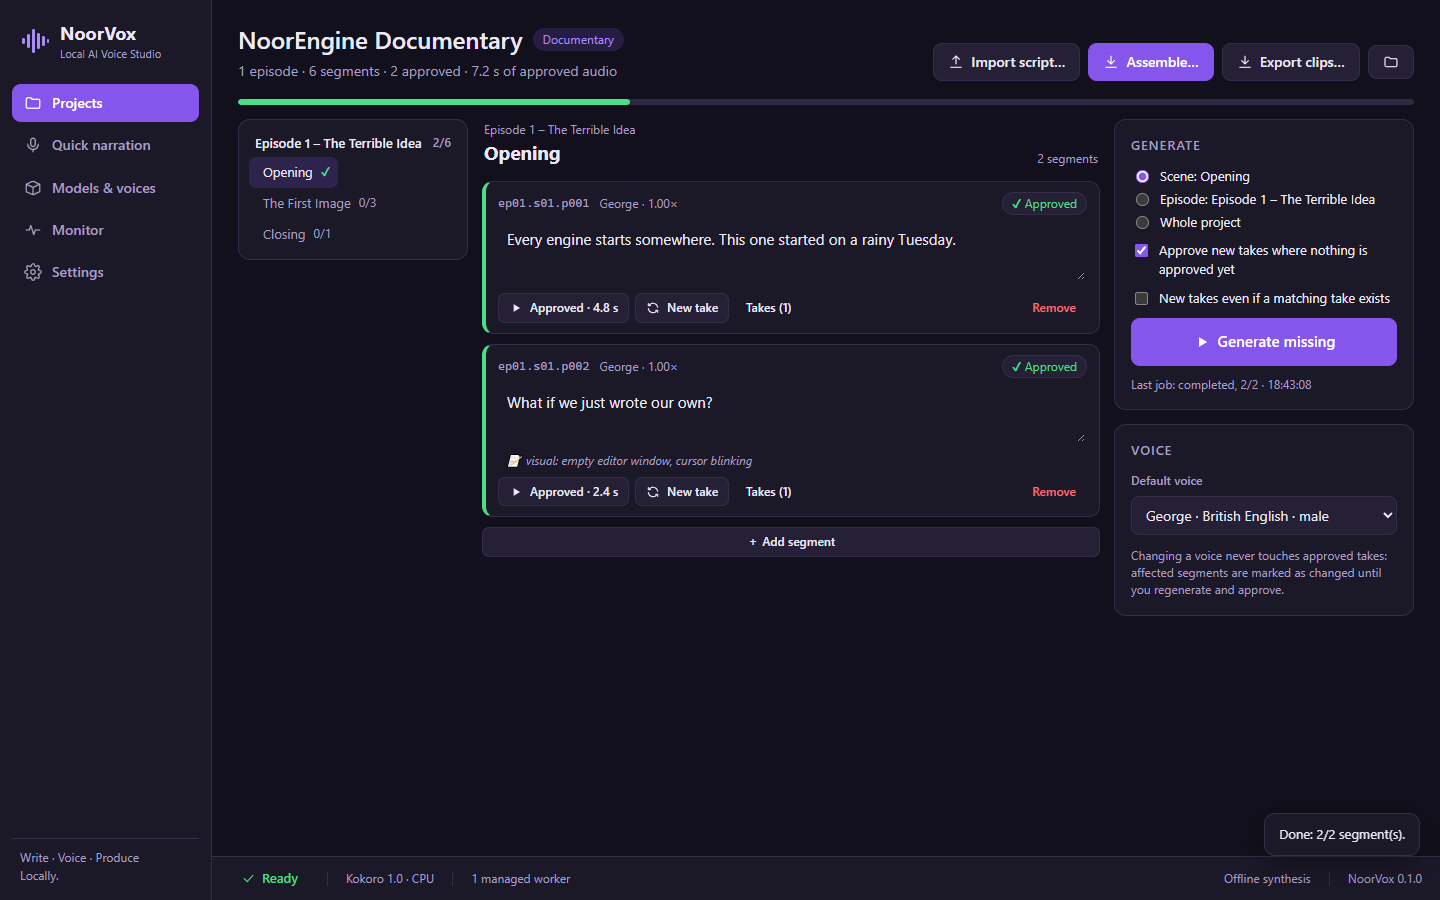 NoorVox
Local AI Voice Studio
Projects
Quick narration
Models & voices
Monitor
Settings
Write · Voice · Produce
Locally.
NoorEngine Documentary Documentary
1 episode · 6 segments · 2 approved · 7.2 s of approved audio
Import script...
Assemble...
Export clips...
Episode 1 – The Terrible Idea 2/6
Opening ✓
The First Image 0/3
Closing 0/1
Episode 1 – The Terrible Idea
Opening
2 segments
ep01.s01.p001 George · 1.00× ✓ Approved
Every engine starts somewhere. This one started on a rainy Tuesday.
Approved · 4.8 s New take Takes (1) Remove
ep01.s01.p002 George · 1.00× ✓ Approved
What if we just wrote our own?
📝 visual: empty editor window, cursor blinking
Approved · 2.4 s New take Takes (1) Remove
+ Add segment
GENERATE
Scene: Opening
Episode: Episode 1 – The Terrible Idea
Whole project
Approve new takes where nothing is
approved yet
New takes even if a matching take exists
Generate missing
Last job: completed, 2/2 · 18:43:08
VOICE
Default voice
George · British English · male
Changing a voice never touches approved takes:
affected segments are marked as changed until
you regenerate and approve.
Done: 2/2 segment(s).
Ready
Kokoro 1.0 · CPU
1 managed worker
Offline synthesis
NoorVox 0.1.0